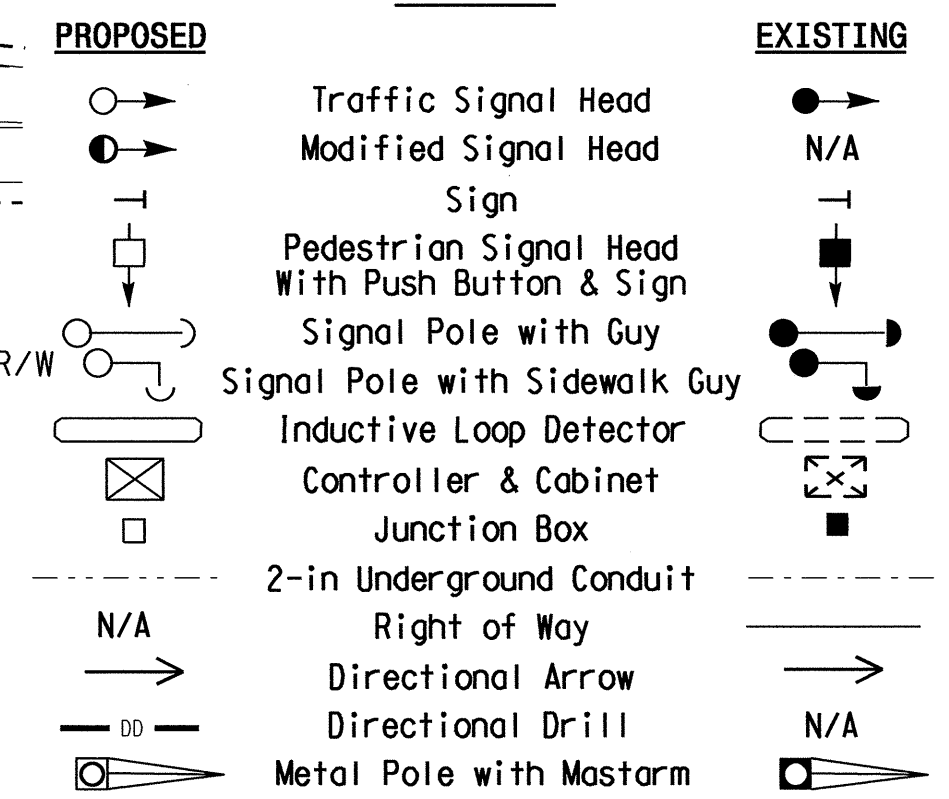 PROPOSED EXISTING
Traffic Signal Head
Modified Signal Head N/A
Sign
Pedestrian Signal Head
With Push Button & Sign
Signal Pole with Guy
R/W
Signal Pole with Sidewalk Guy
Inductive Loop Detector
Controller & Cabinet
Junction Box
2-in Underground Conduit
N/A Right of Way
Directional Arrow
DD Directional Drill N/A
Metal Pole with Mastarm